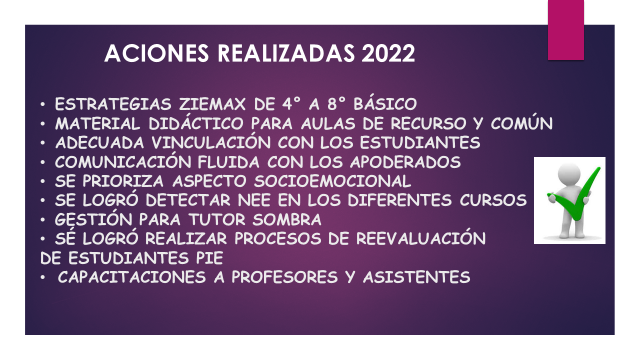 ACIONES REALIZADAS 2022
• ESTRATEGIAS ZIEMAX DE 4° A 8° BÁSICO
• MATERIAL DIDÁCTICO PARA AULAS DE RECURSO Y COMÚN
• ADECUADA VINCULACIÓN CON LOS ESTUDIANTES
• COMUNICACIÓN FLUIDA CON LOS APODERADOS
• SE PRIORIZA ASPECTO SOCIOEMOCIONAL
• SE LOGRÓ DETECTAR NEE EN LOS DIFERENTES CURSOS
• GESTIÓN PARA TUTOR SOMBRA
• SÉ LOGRÓ REALIZAR PROCESOS DE REEVALUACIÓN
DE ESTUDIANTES PIE
• CAPACITACIONES A PROFESORES Y ASISTENTES